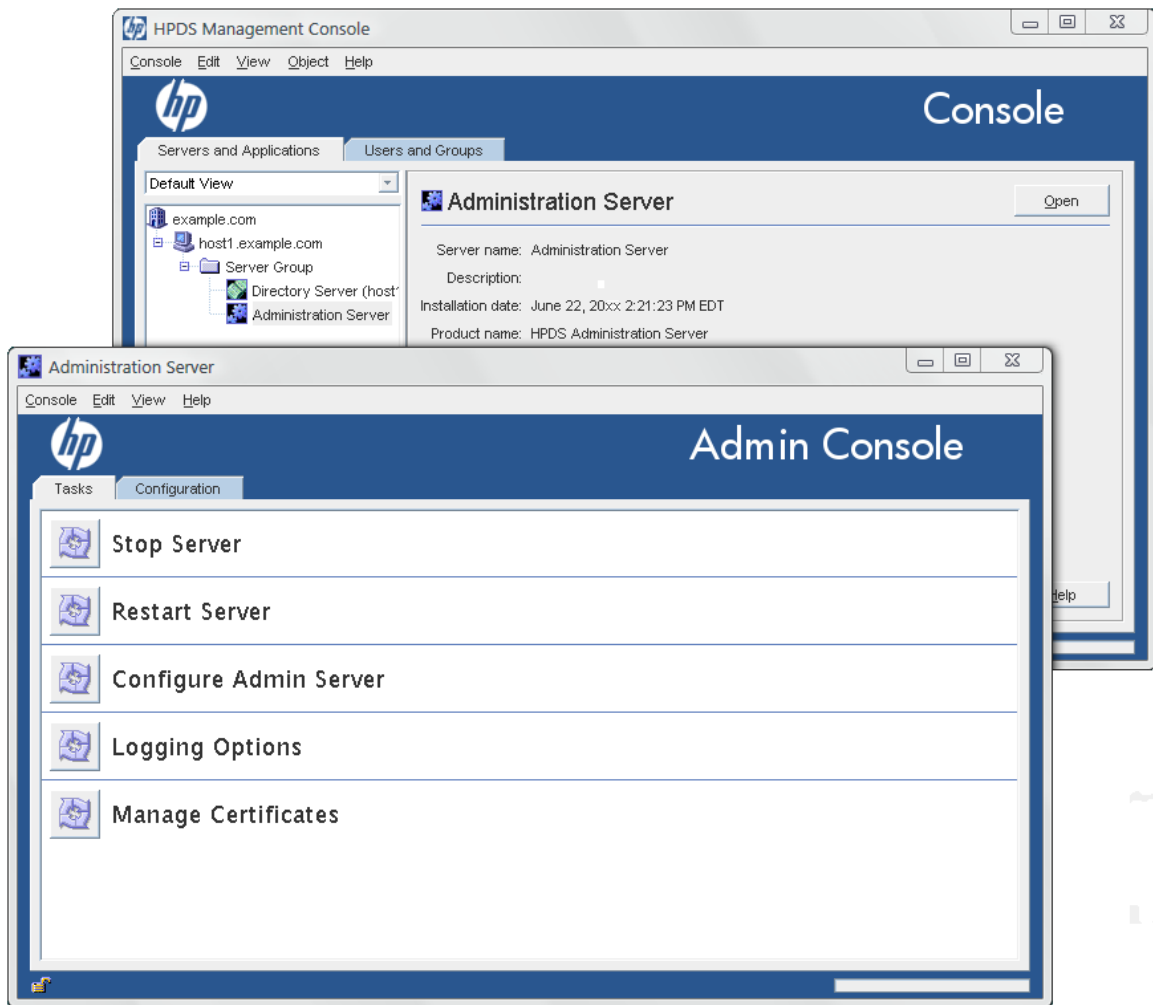 HPDS Management Console
Console Edit View Object Help
hp
Console
Servers and Applications
Users and Groups
Default View
example.com
host1.example.com
Server Group
Directory Server (host
Administration Server
Administration Server
Open
Server name: Administration Server
Description:
Installation date: June 22, 20xx 2:21:23 PM EDT
Product name: HPDS Administration Server
Help
Administration Server
Console Edit View Help
hp
Admin Console
Tasks
Configuration
Stop Server
Restart Server
Configure Admin Server
Logging Options
Manage Certificates